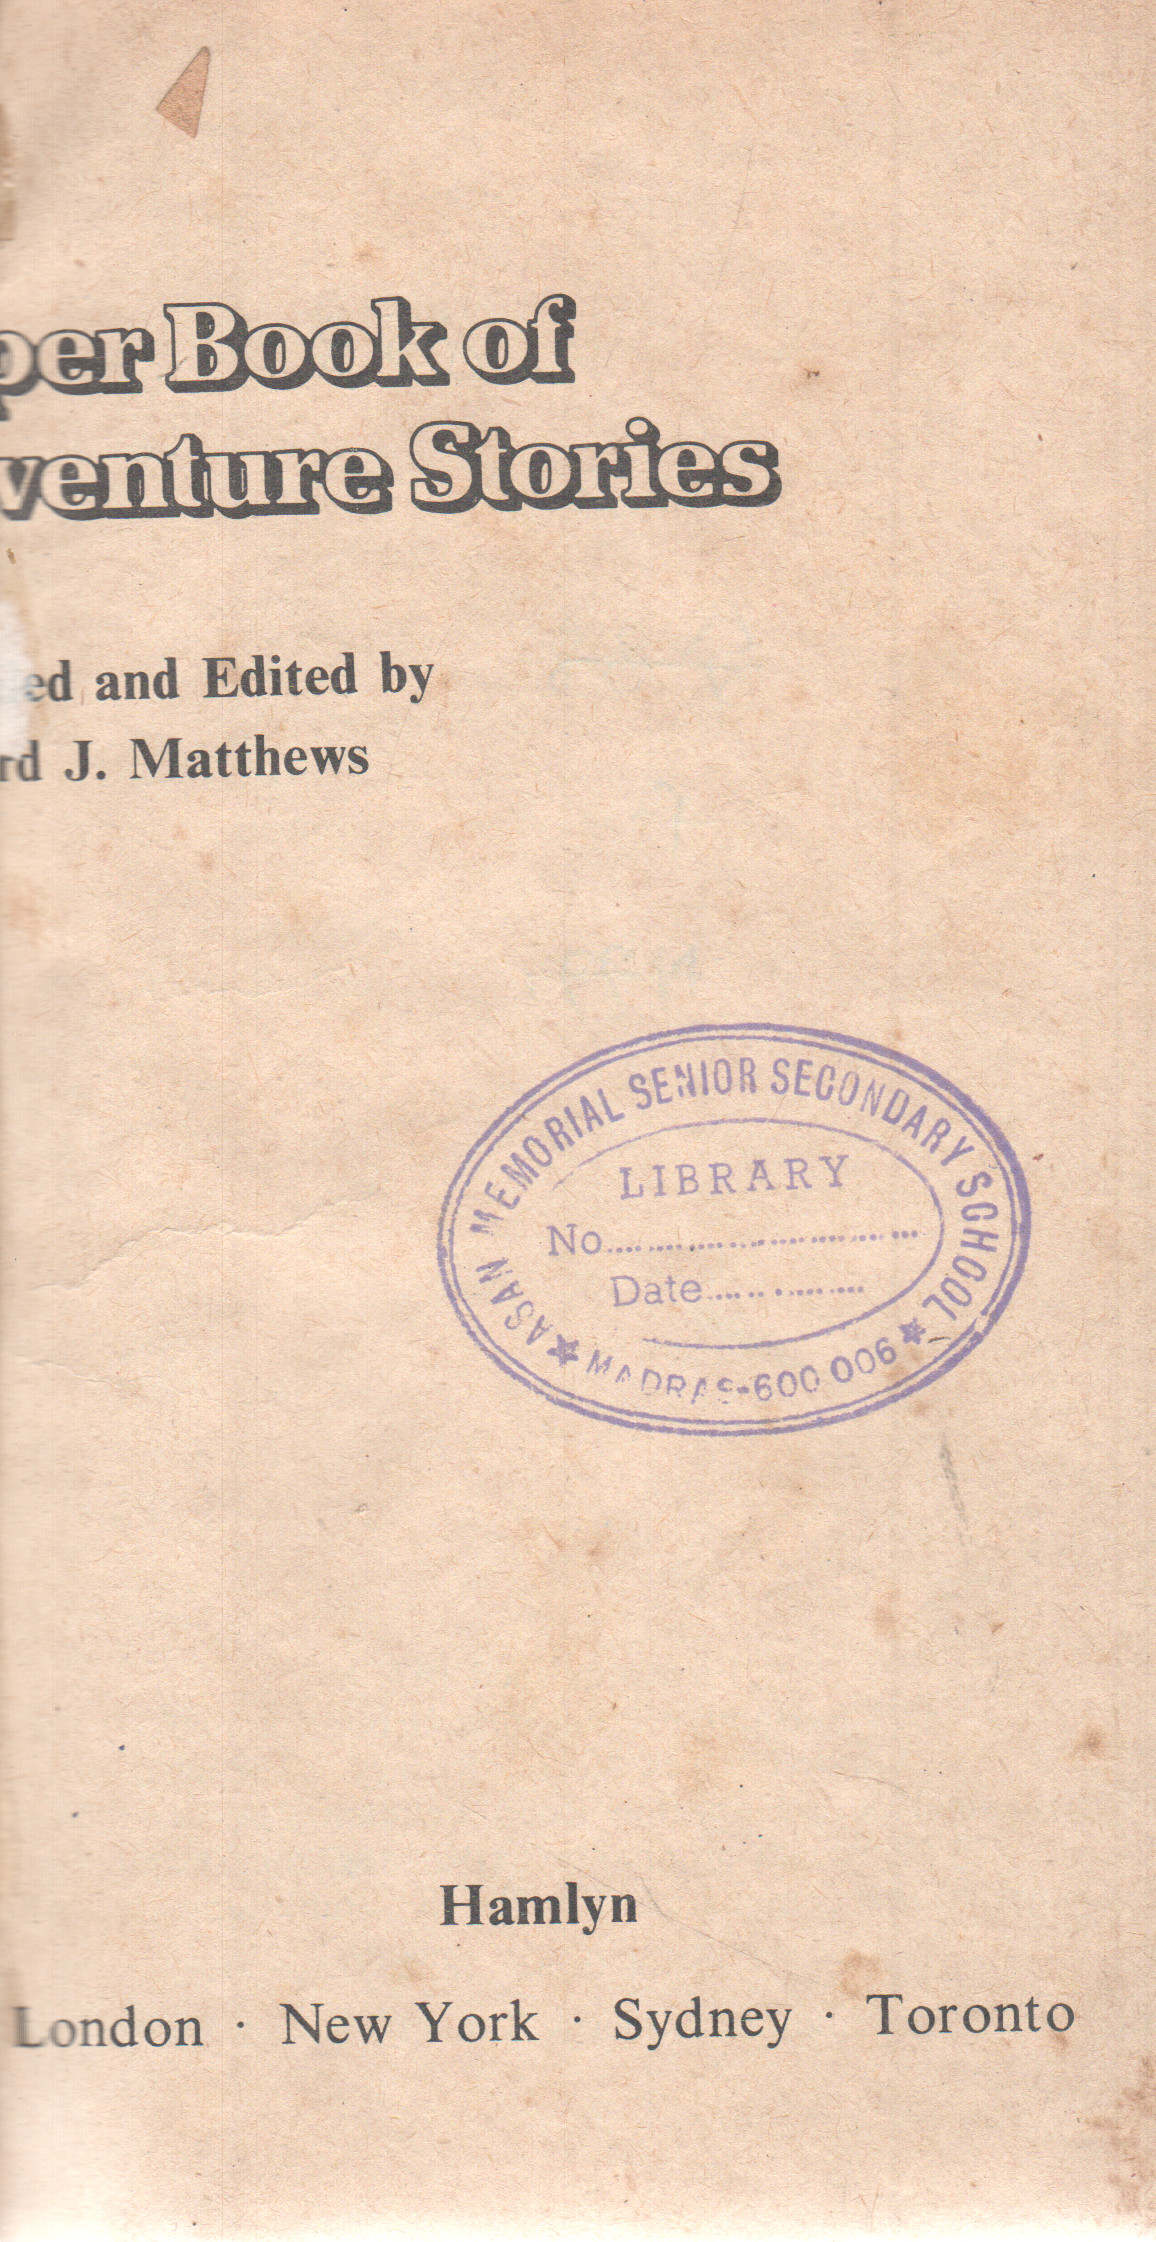 per Book of
venture Stories
ed and Edited by
rd J. Matthews
ASAN MEMORIAL SENIOR SECONDARY SCHOOL
LIBRARY
No..............................
Date..................
★ MADRAS-600 006 ★
Hamlyn
London · New York · Sydney · Toronto